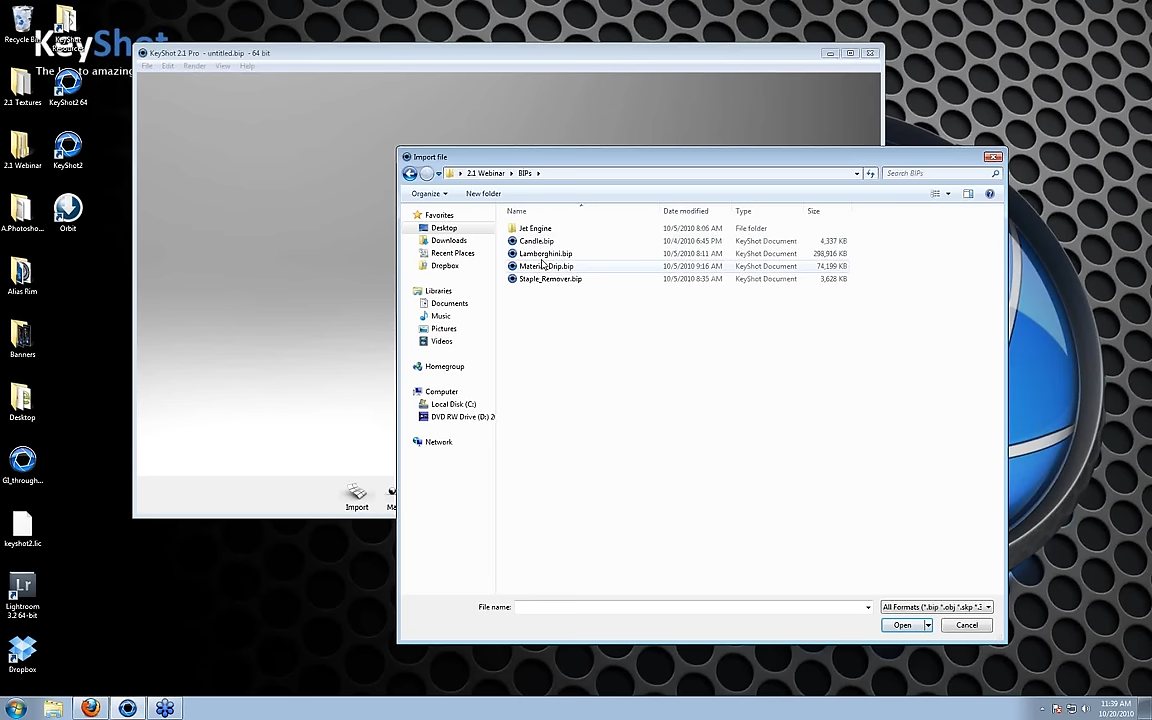 KeyShot
The
to amazing
Recycle Bin
KeyShot
2.1 Textures
KeyShot2 64
2.1 Webinar
KeyShot2
A.Photosho...
Orbit
Alias Rim
Banners
Desktop
GI_through...
keyshot2.lic
Lr
Lightroom
3.2 64-bit
Dropbox
KeyShot 2.1 Pro - untitled.bip - 64 bit
File Edit Render View Help
Import
Import file
2.1 Webinar BIPs
Search BIPs
Organize New folder
Favorites
Desktop
Downloads
Recent Places
Dropbox
Libraries
Documents
Music
Pictures
Videos
Homegroup
Computer
Local Disk (C:)
DVD RW Drive (D:) 2
Network
Name Date modified Type Size
Jet Engine 10/5/2010 8:06 AM File folder
Candle.bip 10/4/2010 6:45 PM KeyShot Document 4,337 KB
Lamborghini.bip 10/5/2010 8:11 AM KeyShot Document 298,916 KB
Material_Drip.bip 10/5/2010 9:16 AM KeyShot Document 74,199 KB
Staple_Remover.bip 10/5/2010 8:35 AM KeyShot Document 3,628 KB
File name:
All Formats (*.bip *.obj *.skp *.3
Open Cancel
11:39 AM
10/20/2010